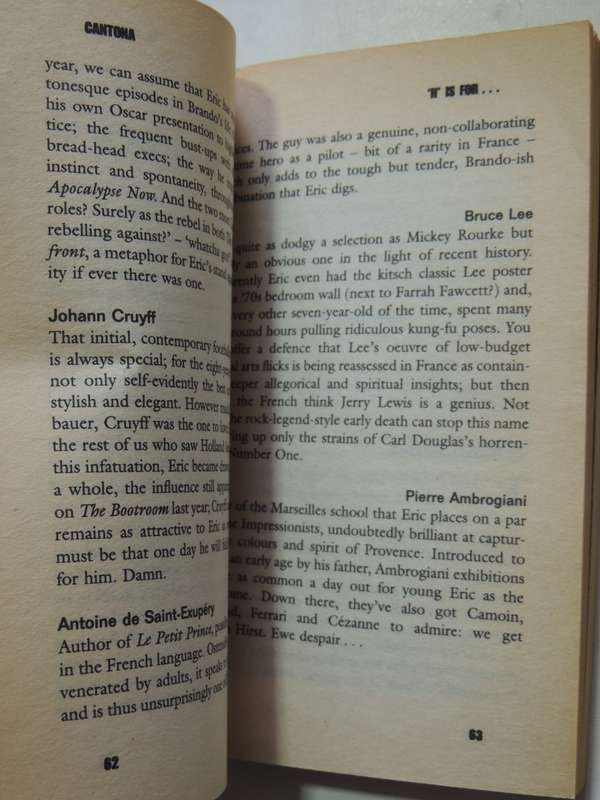 CANTONA
year, we can assume that Eric
tonesque episodes in Brando's
his own Oscar presentation to
tice; the frequent bust-ups
bread-head execs; the way he
instinct and spontaneity, through
Apocalypse Now. And the two most
roles? Surely as the rebel in both
rebelling against?' – 'whatcha got
front, a metaphor for Eric's
ity if ever there was one.
Johann Cruyff
That initial, contemporary
is always special; for the
not only self-evidently the best
stylish and elegant. However much
bauer, Cruyff was the one to love
the rest of us who saw Holland
this infatuation, Eric became
a whole, the influence still
on The Bootroom last year; Cruyff
remains as attractive to Eric
must be that one day he will
for him. Damn.
Antoine de Saint-Exupéry
Author of Le Petit Prince,
in the French language.
venerated by adults, it speaks
and is thus unsurprisingly one of
62
'H' IS FOR . . .
The guy was also a genuine, non-collaborating
hero as a pilot – bit of a rarity in France –
only adds to the tough but tender, Brando-ish
that Eric digs.
Bruce Lee
quite as dodgy a selection as Mickey Rourke but
an obvious one in the light of recent history.
Eric even had the kitsch classic Lee poster
'70s bedroom wall (next to Farrah Fawcett?) and,
other seven-year-old of the time, spent many
hours pulling ridiculous kung-fu poses. You
a defence that Lee's oeuvre of low-budget
arts flicks is being reassessed in France as contain-
allegorical and spiritual insights; but then
the French think Jerry Lewis is a genius. Not
rock-legend-style early death can stop this name
up only the strains of Carl Douglas's horren-
Number One.
Pierre Ambrogiani
of the Marseilles school that Eric places on a par
Impressionists, undoubtedly brilliant at captur-
colours and spirit of Provence. Introduced to
early age by his father, Ambrogiani exhibitions
as common a day out for young Eric as the
Down there, they've also got Camoin,
Ferrari and Cézanne to admire: we get
Hirst. Ewe despair . . .
63